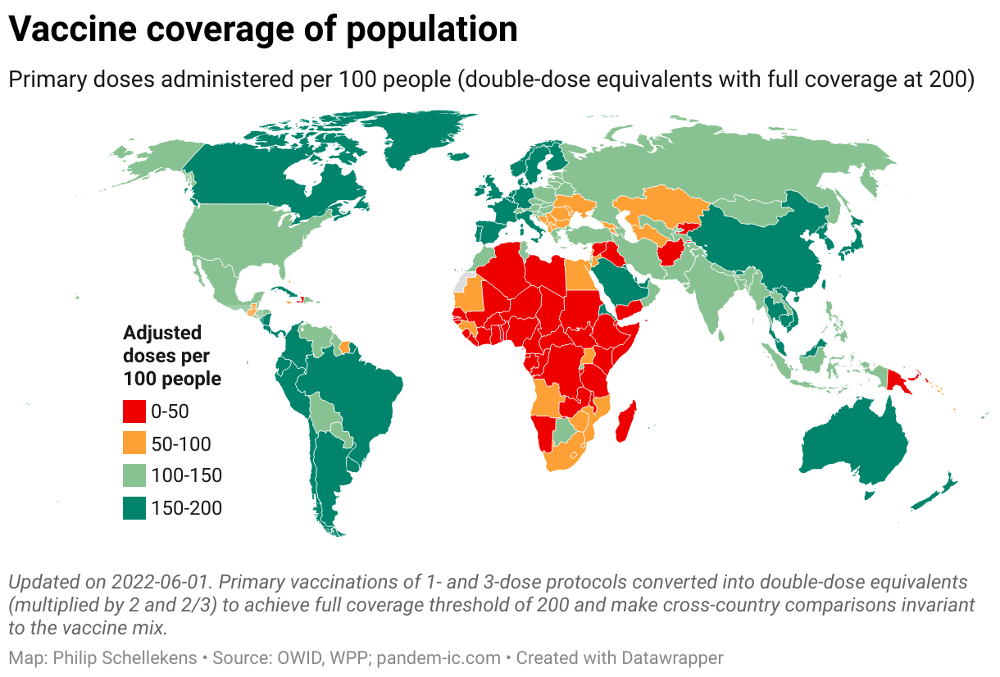 Vaccine coverage of population
Primary doses administered per 100 people (double-dose equivalents with full coverage at 200)
Adjusted
doses per
100 people
0-50
50-100
100-150
150-200
Updated on 2022-06-01. Primary vaccinations of 1- and 3-dose protocols converted into double-dose equivalents
(multiplied by 2 and 2/3) to achieve full coverage threshold of 200 and make cross-country comparisons invariant
to the vaccine mix.
Map: Philip Schellekens • Source: OWID, WPP; pandem-ic.com • Created with Datawrapper